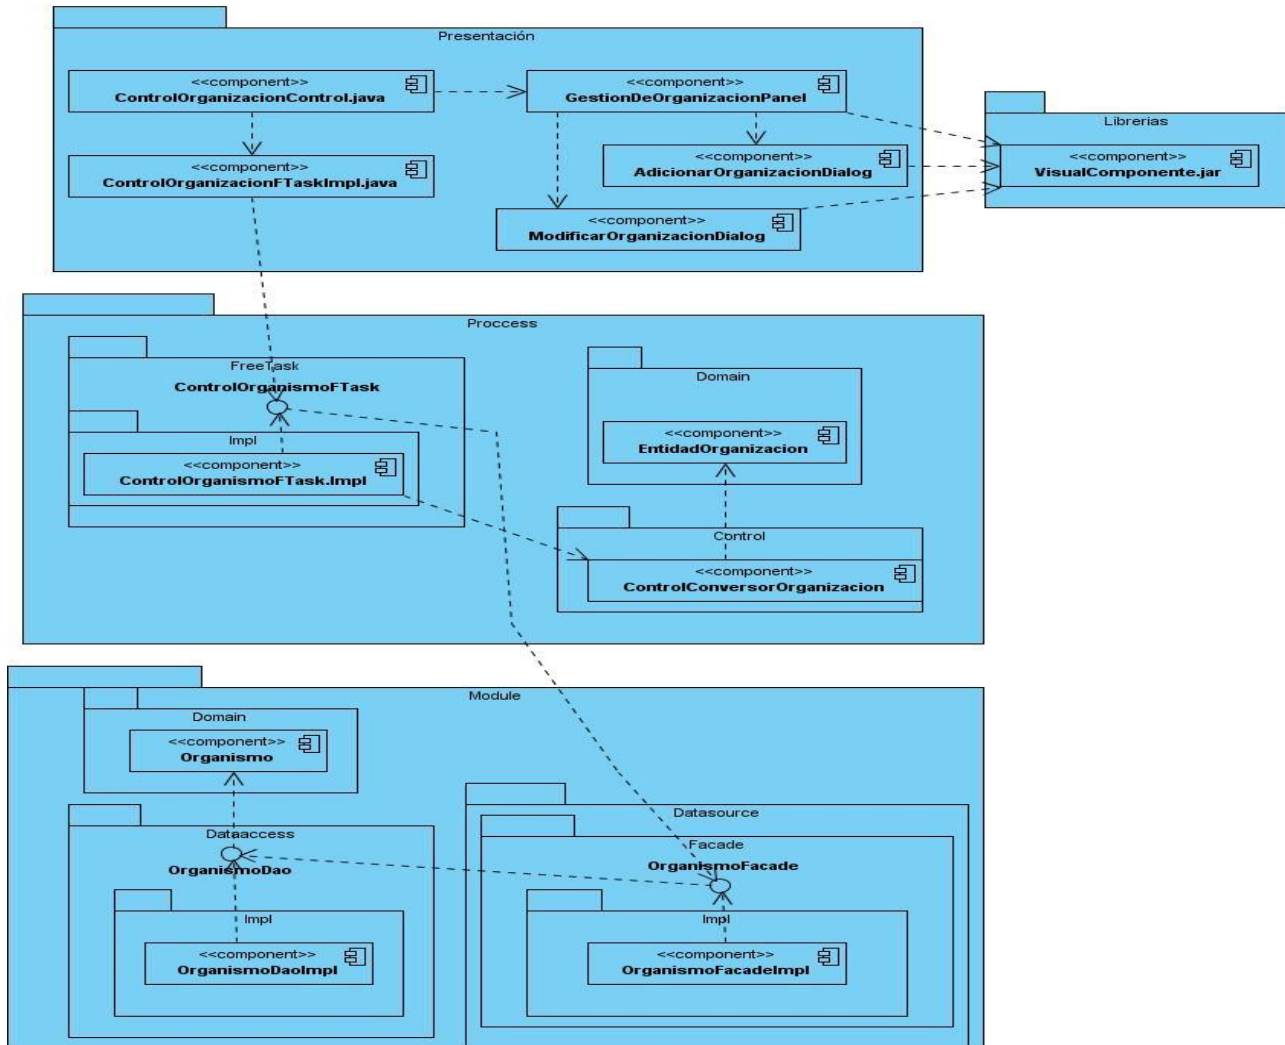 Presentación
<<component>>
ControlOrganizacionControl.java
<<component>>
GestionDeOrganizacionPanel
Librerias
<<component>>
ControlOrganizacionFTaskImpl.java
<<component>>
AdicionarOrganizacionDialog
<<component>>
VisualComponente.jar
<<component>>
ModificarOrganizacionDialog
Proccess
FreeTask
ControlOrganismoFTask
Domain
<<component>>
EntidadOrganizacion
Impl
<<component>>
ControlOrganismoFTask.Impl
Control
<<component>>
ControlConversorOrganizacion
Module
Domain
<<component>>
Organismo
Datasource
Dataaccess
OrganismoDao
Facade
OrganismoFacade
Impl
<<component>>
OrganismoDaoImpl
Impl
<<component>>
OrganismoFacadeImpl